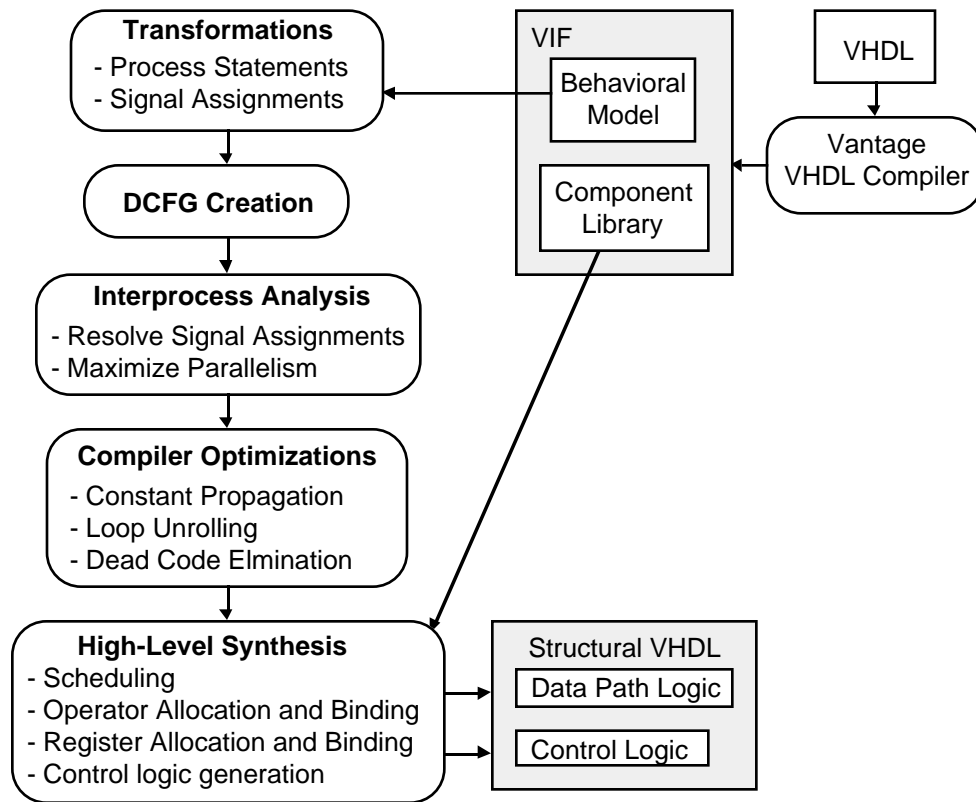 Transformations
- Process Statements
- Signal Assignments
DCFG Creation
Interprocess Analysis
- Resolve Signal Assignments
- Maximize Parallelism
Compiler Optimizations
- Constant Propagation
- Loop Unrolling
- Dead Code Elmination
High-Level Synthesis
- Scheduling
- Operator Allocation and Binding
- Register Allocation and Binding
- Control logic generation
VIF
Behavioral
Model
Component
Library
VHDL
Vantage
VHDL Compiler
Structural VHDL
Data Path Logic
Control Logic